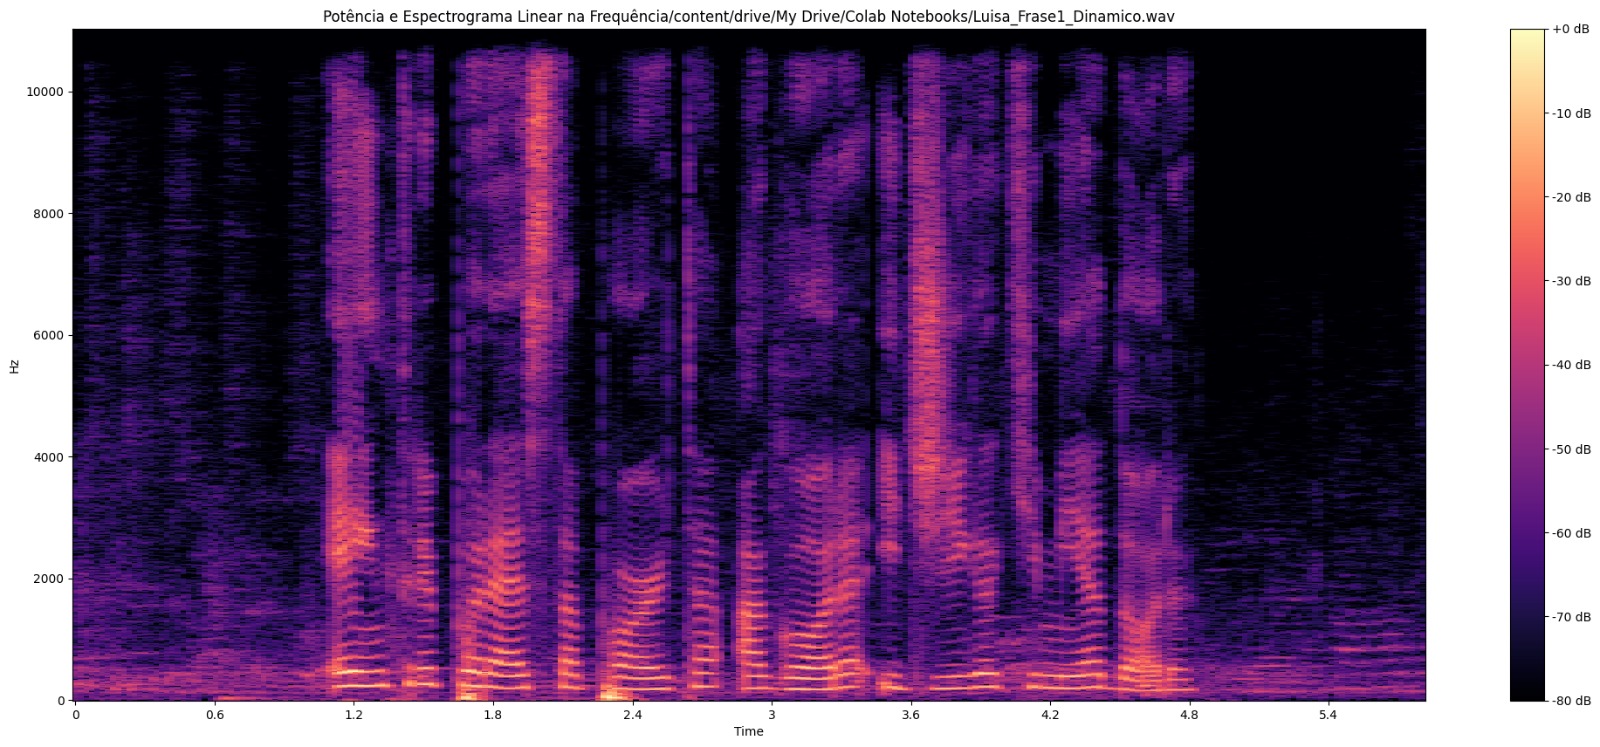 Potência e Espectrograma Linear na Frequência/content/drive/My Drive/Colab Notebooks/Luisa_Frase1_Dinamico.wav
10000
8000
6000
4000
2000
0
Hz
0 0.6 1.2 1.8 2.4 3 3.6 4.2 4.8 5.4
Time
+0 dB
-10 dB
-20 dB
-30 dB
-40 dB
-50 dB
-60 dB
-70 dB
-80 dB